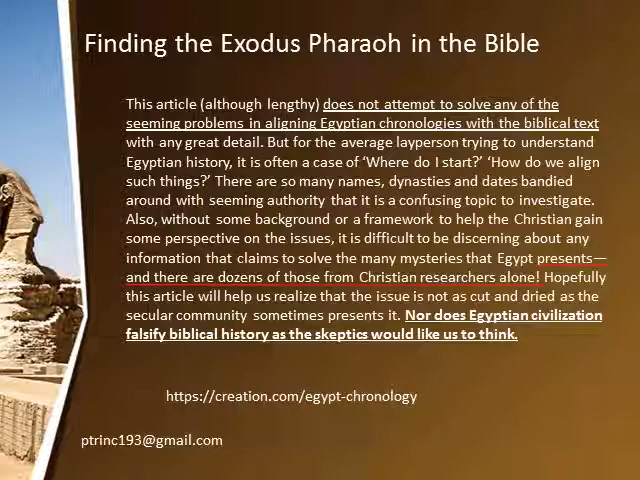 Finding the Exodus Pharaoh in the Bible
This article (although lengthy) does not attempt to solve any of the
seeming problems in aligning Egyptian chronologies with the biblical text
with any great detail. But for the average layperson trying to understand
Egyptian history, it is often a case of ‘Where do I start?’ ‘How do we align
such things?’ There are so many names, dynasties and dates bandied
around with seeming authority that it is a confusing topic to investigate.
Also, without some background or a framework to help the Christian gain
some perspective on the issues, it is difficult to be discerning about any
information that claims to solve the many mysteries that Egypt presents—
and there are dozens of those from Christian researchers alone! Hopefully
this article will help us realize that the issue is not as cut and dried as the
secular community sometimes presents it. Nor does Egyptian civilization
falsify biblical history as the skeptics would like us to think.
https://creation.com/egypt-chronology
ptrinc193@gmail.com